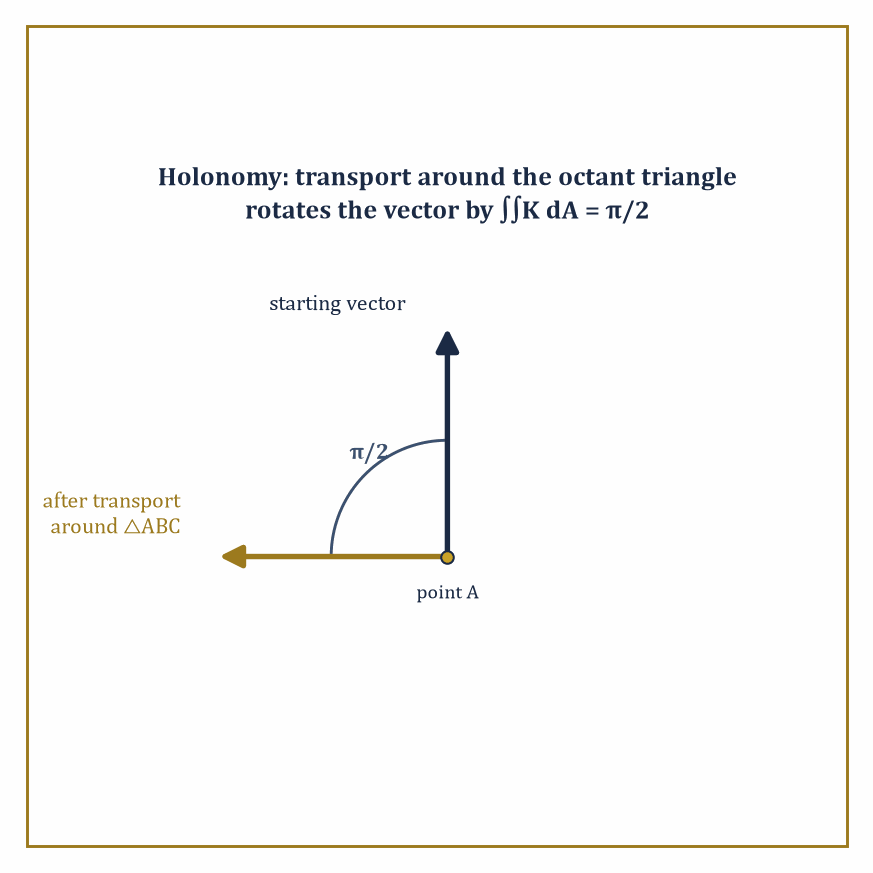 Holonomy: transport around the octant triangle
rotates the vector by ∫∫K dA = π/2
starting vector
π/2
after transport
around △ABC
point A